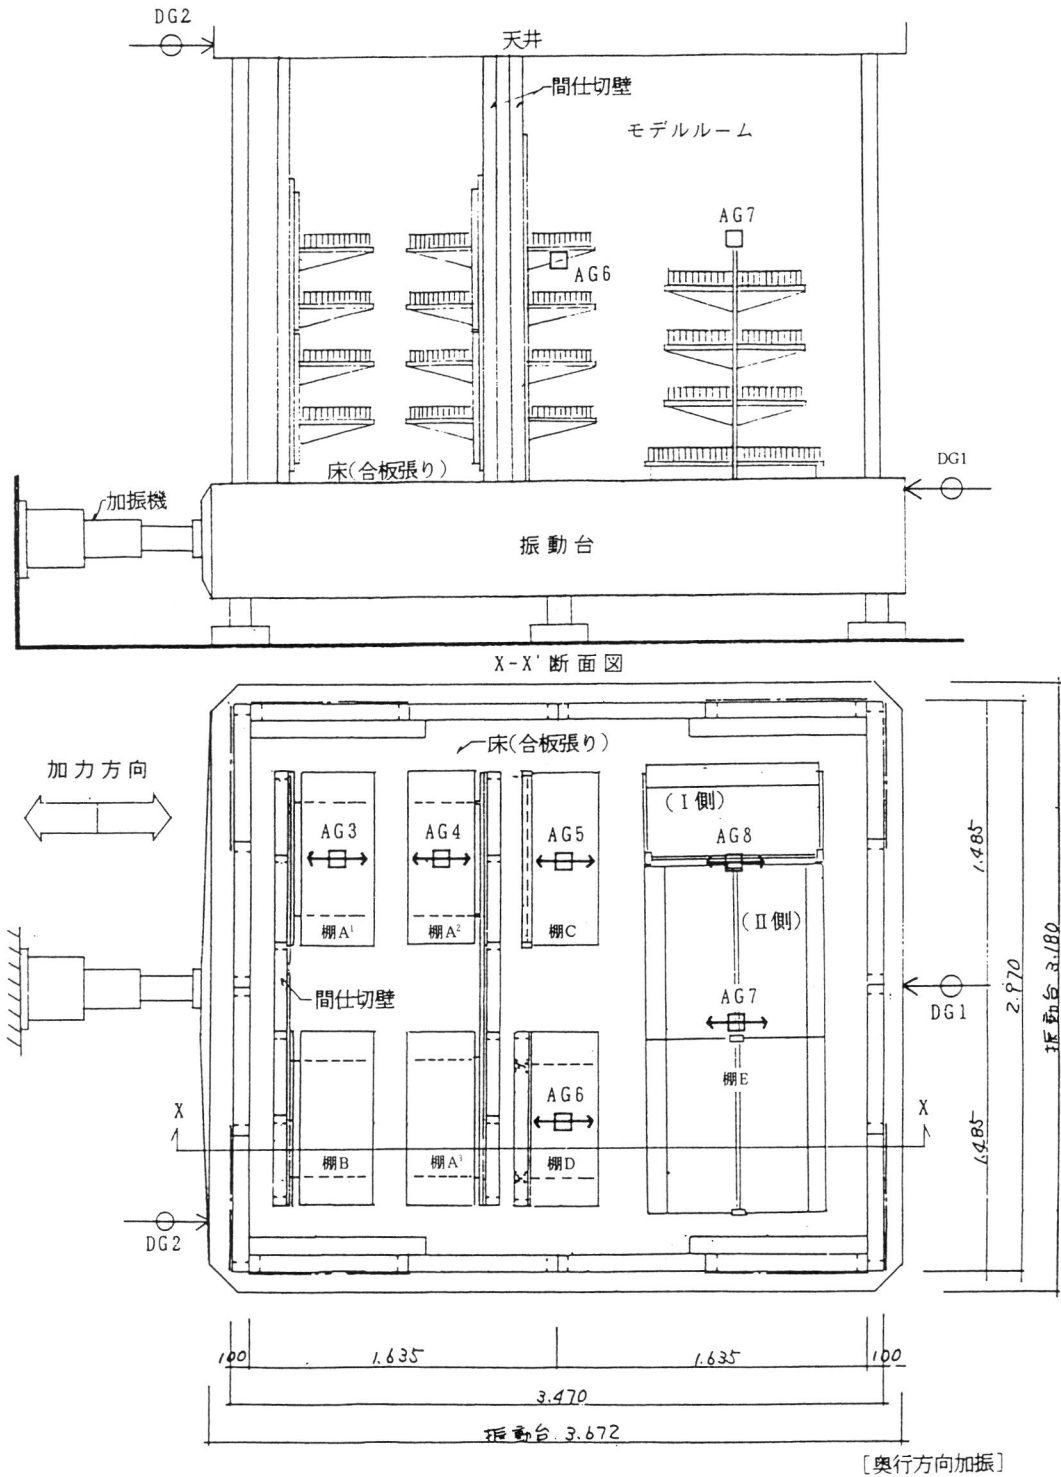 DG2
天井
間仕切壁
モデルルーム
AG7
AG6
床(合板張り)
DG1
加振機
振動台
X-X'断面図
床(合板張り)
加力方向
(I側)
AG3
AG4
AG5
AG8
棚A¹
棚A²
棚C
(II側)
間仕切壁
AG7
DG1
棚E
AG6
X
X
棚B
棚A³
棚D
DG2
1.485
1.485
2.970
振動台 3.180
100
1.635
1.635
100
3.470
振動台. 3.672
[奥行方向加振]